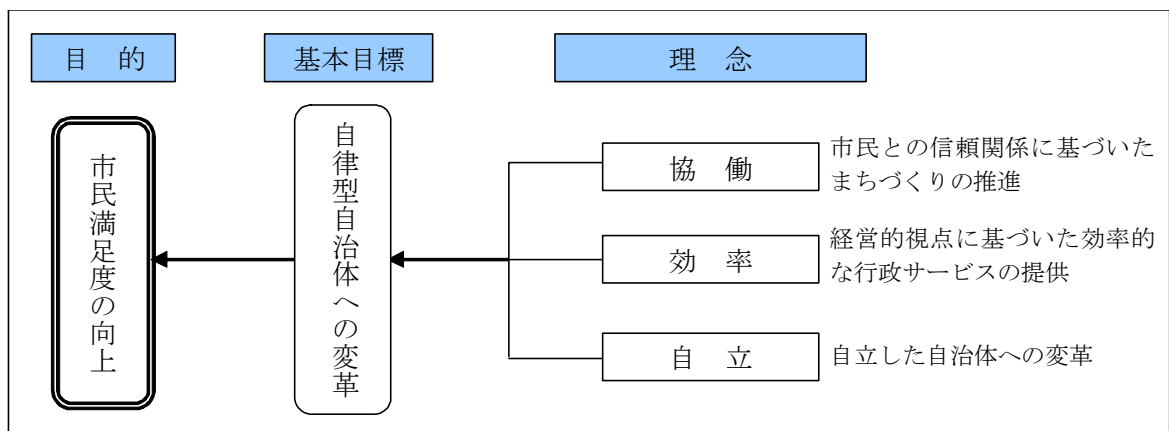 目　的
基本目標
理　念
市民満足度の向上
自律型自治体への変革
協　働
市民との信頼関係に基づいた
まちづくりの推進
効　率
経営的視点に基づいた効率的
な行政サービスの提供
自　立
自立した自治体への変革